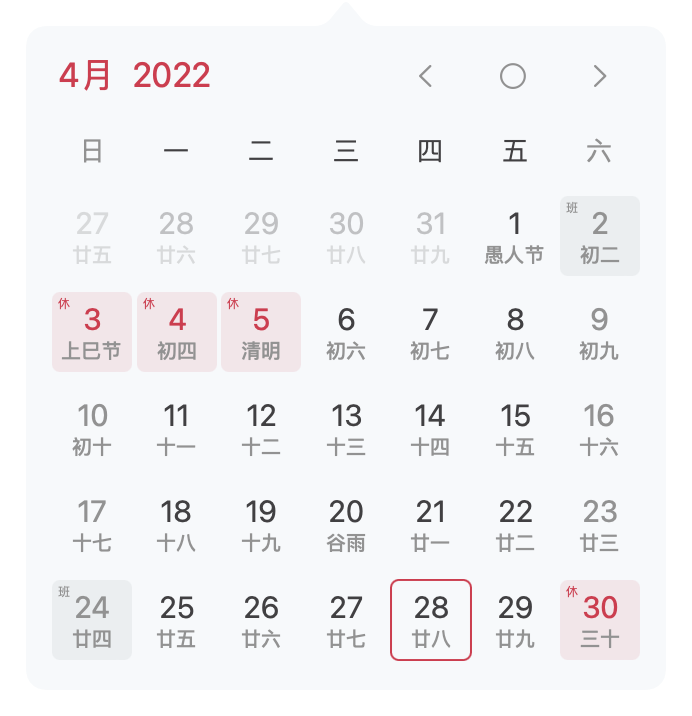 4月 2022
日 一 二 三 四 五 六
27 28 29 30 31 1 班 2
廿五 廿六 廿七 廿八 廿九 愚人节 初二
休 3 休 4 休 5 6 7 8 9
上巳节 初四 清明 初六 初七 初八 初九
10 11 12 13 14 15 16
初十 十一 十二 十三 十四 十五 十六
17 18 19 20 21 22 23
十七 十八 十九 谷雨 廿一 廿二 廿三
班 24 25 26 27 28 29 休 30
廿四 廿五 廿六 廿七 廿八 廿九 三十